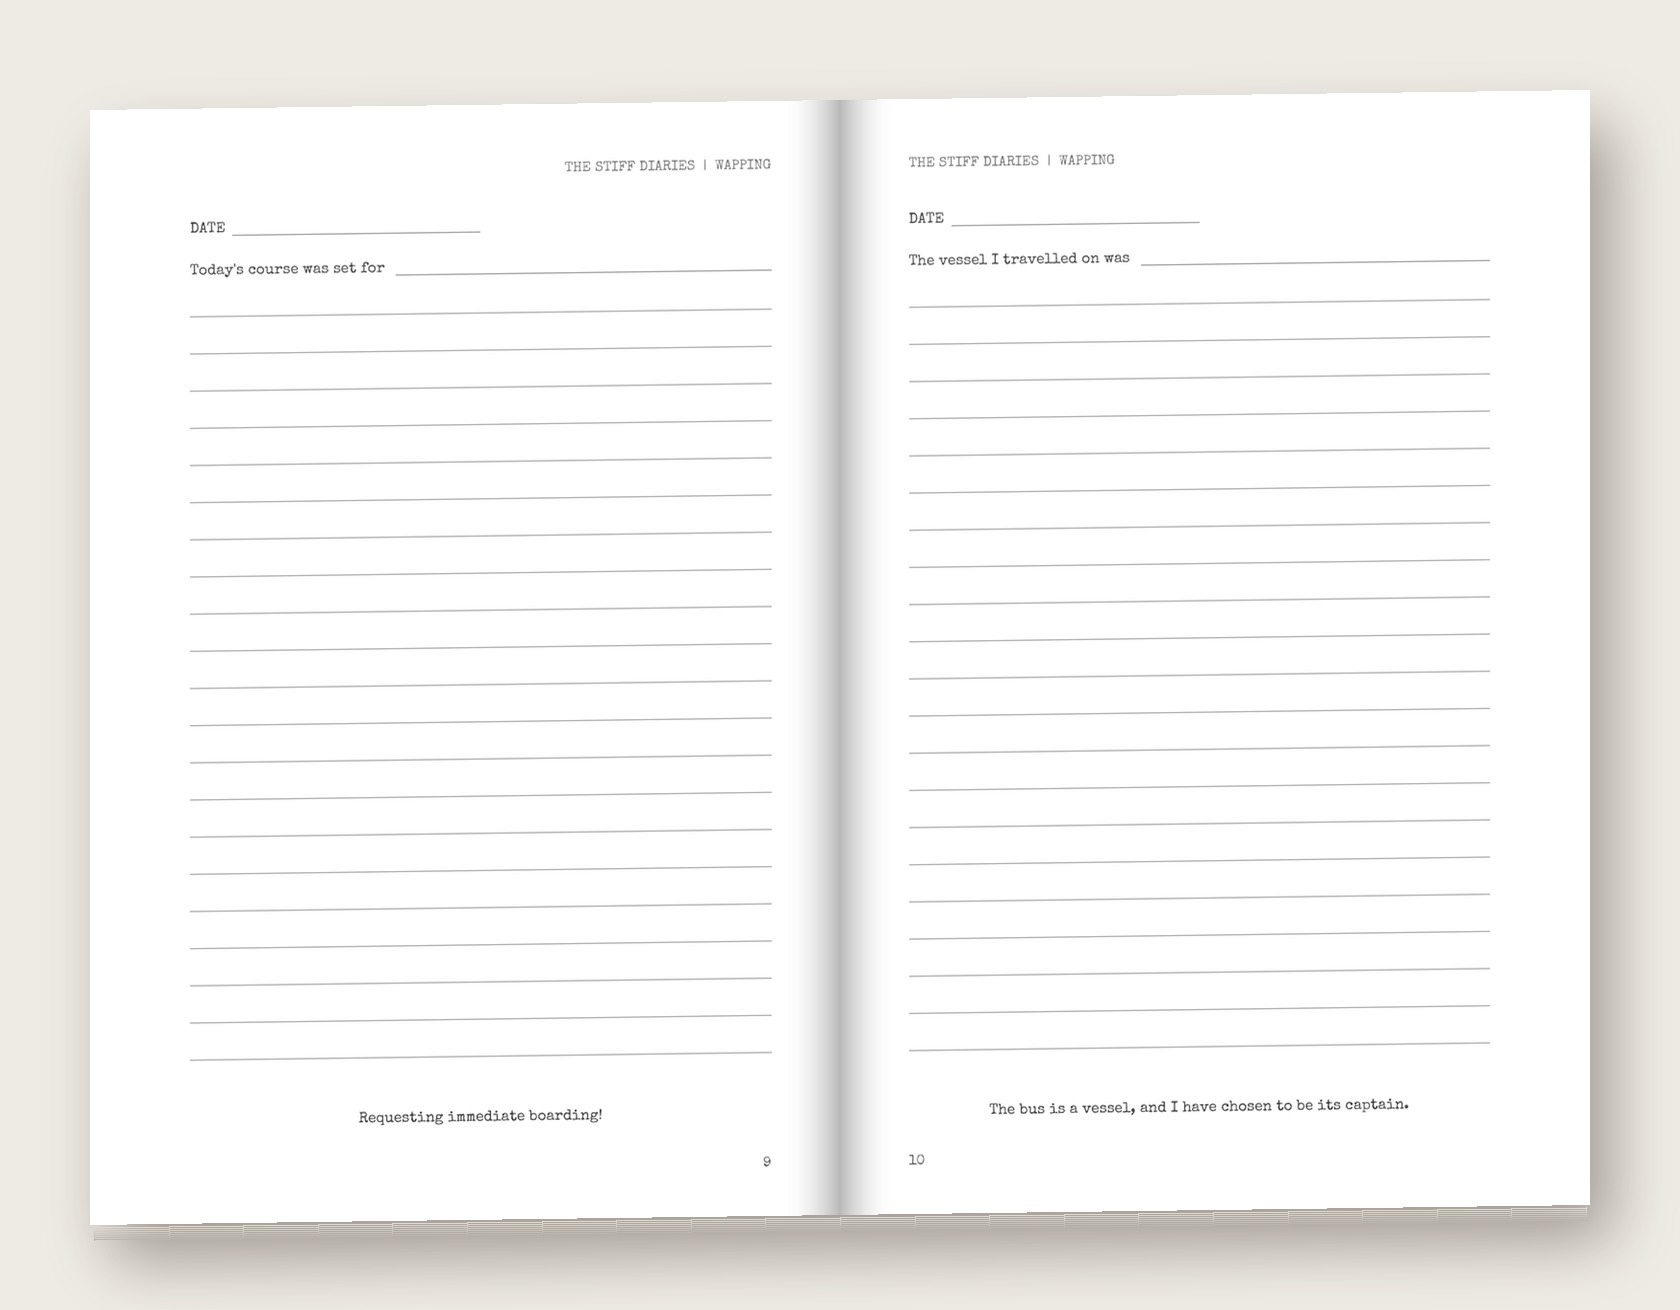 THE STIFF DIARIES | WAPPING
DATE
Today's course was set for
Requesting immediate boarding!
9
THE STIFF DIARIES | WAPPING
DATE
The vessel I travelled on was
The bus is a vessel, and I have chosen to be its captain.
10